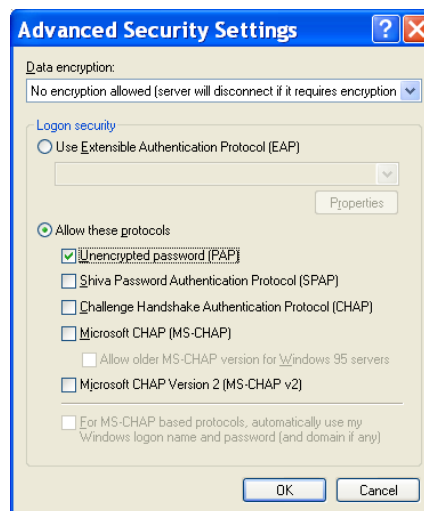 Advanced Security Settings
Data encryption:
No encryption allowed (server will disconnect if it requires encryption
Logon security
Use Extensible Authentication Protocol (EAP)
Properties
Allow these protocols
Unencrypted password (PAP)
Shiva Password Authentication Protocol (SPAP)
Challenge Handshake Authentication Protocol (CHAP)
Microsoft CHAP (MS-CHAP)
Allow older MS-CHAP version for Windows 95 servers
Microsoft CHAP Version 2 (MS-CHAP v2)
For MS-CHAP based protocols, automatically use my
Windows logon name and password (and domain if any)
OK Cancel